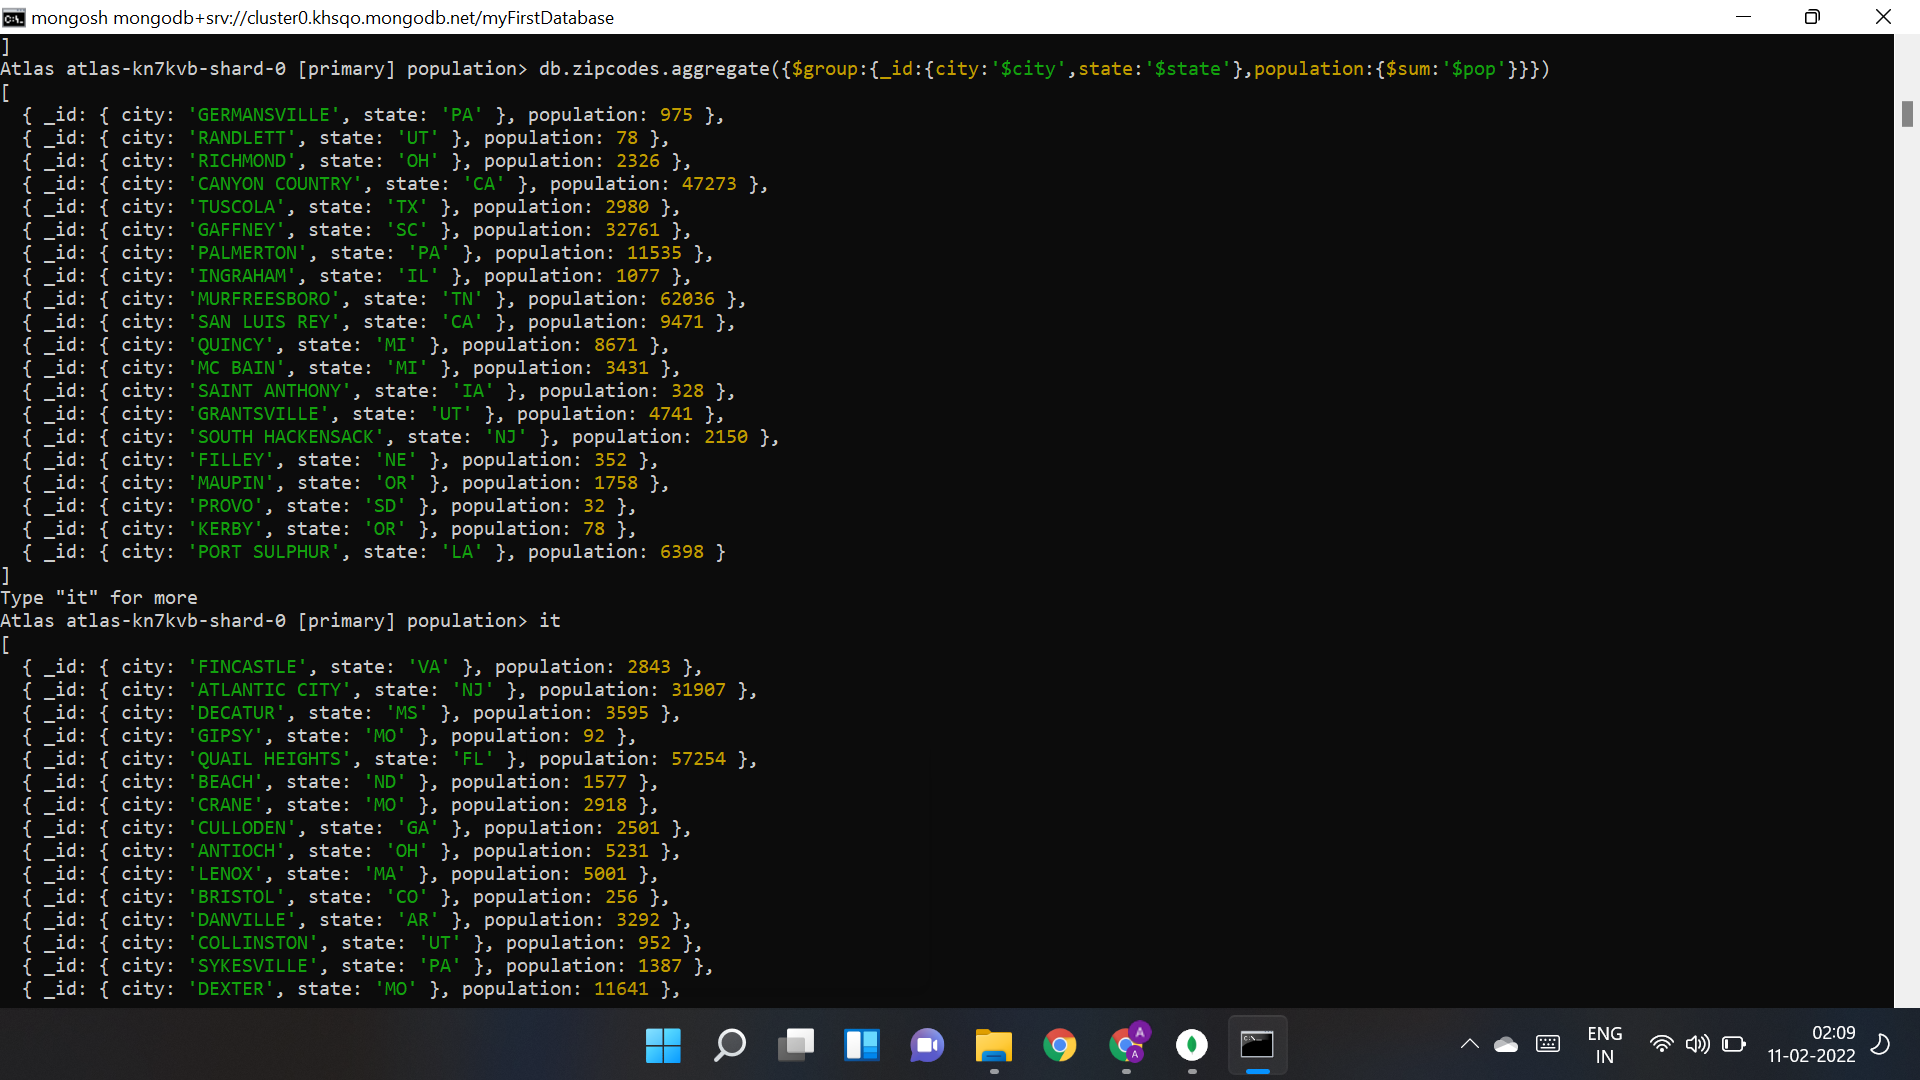 mongosh mongodb+srv://cluster0.khsqo.mongodb.net/myFirstDatabase
]
Atlas atlas-kn7kvb-shard-0 [primary] population> db.zipcodes.aggregate({$group:{_id:{city:'$city',state:'$state'},population:{$sum:'$pop'}}})
[
  { _id: { city: 'GERMANSVILLE', state: 'PA' }, population: 975 },
  { _id: { city: 'RANDLETT', state: 'UT' }, population: 78 },
  { _id: { city: 'RICHMOND', state: 'OH' }, population: 2326 },
  { _id: { city: 'CANYON COUNTRY', state: 'CA' }, population: 47273 },
  { _id: { city: 'TUSCOLA', state: 'TX' }, population: 2980 },
  { _id: { city: 'GAFFNEY', state: 'SC' }, population: 32761 },
  { _id: { city: 'PALMERTON', state: 'PA' }, population: 11535 },
  { _id: { city: 'INGRAHAM', state: 'IL' }, population: 1077 },
  { _id: { city: 'MURFREESBORO', state: 'TN' }, population: 62036 },
  { _id: { city: 'SAN LUIS REY', state: 'CA' }, population: 9471 },
  { _id: { city: 'QUINCY', state: 'MI' }, population: 8671 },
  { _id: { city: 'MC BAIN', state: 'MI' }, population: 3431 },
  { _id: { city: 'SAINT ANTHONY', state: 'IA' }, population: 328 },
  { _id: { city: 'GRANTSVILLE', state: 'UT' }, population: 4741 },
  { _id: { city: 'SOUTH HACKENSACK', state: 'NJ' }, population: 2150 },
  { _id: { city: 'FILLEY', state: 'NE' }, population: 352 },
  { _id: { city: 'MAUPIN', state: 'OR' }, population: 1758 },
  { _id: { city: 'PROVO', state: 'SD' }, population: 32 },
  { _id: { city: 'KERBY', state: 'OR' }, population: 78 },
  { _id: { city: 'PORT SULPHUR', state: 'LA' }, population: 6398 }
]
Type "it" for more
Atlas atlas-kn7kvb-shard-0 [primary] population> it
[
  { _id: { city: 'FINCASTLE', state: 'VA' }, population: 2843 },
  { _id: { city: 'ATLANTIC CITY', state: 'NJ' }, population: 31907 },
  { _id: { city: 'DECATUR', state: 'MS' }, population: 3595 },
  { _id: { city: 'GIPSY', state: 'MO' }, population: 92 },
  { _id: { city: 'QUAIL HEIGHTS', state: 'FL' }, population: 57254 },
  { _id: { city: 'BEACH', state: 'ND' }, population: 1577 },
  { _id: { city: 'CRANE', state: 'MO' }, population: 2918 },
  { _id: { city: 'CULLODEN', state: 'GA' }, population: 2501 },
  { _id: { city: 'ANTIOCH', state: 'OH' }, population: 5231 },
  { _id: { city: 'LENOX', state: 'MA' }, population: 5001 },
  { _id: { city: 'BRISTOL', state: 'CO' }, population: 256 },
  { _id: { city: 'DANVILLE', state: 'AR' }, population: 3292 },
  { _id: { city: 'COLLINSTON', state: 'UT' }, population: 952 },
  { _id: { city: 'SYKESVILLE', state: 'PA' }, population: 1387 },
  { _id: { city: 'DEXTER', state: 'MO' }, population: 11641 },
A
A
ENG
IN
02:09
11-02-2022